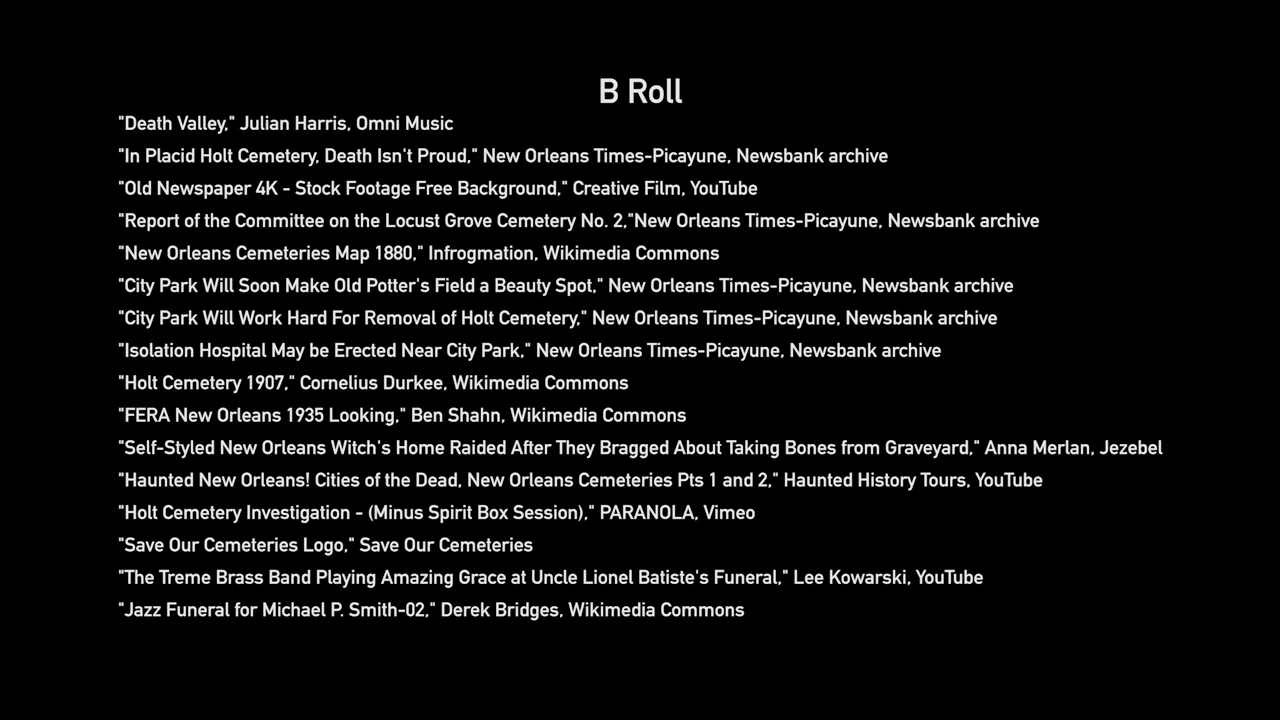 B Roll
"Death Valley," Julian Harris, Omni Music
"In Placid Holt Cemetery, Death Isn't Proud," New Orleans Times-Picayune, Newsbank archive
"Old Newspaper 4K - Stock Footage Free Background," Creative Film, YouTube
"Report of the Committee on the Locust Grove Cemetery No. 2,"New Orleans Times-Picayune, Newsbank archive
"New Orleans Cemeteries Map 1880," Infrogmation, Wikimedia Commons
"City Park Will Soon Make Old Potter's Field a Beauty Spot," New Orleans Times-Picayune, Newsbank archive
"City Park Will Work Hard For Removal of Holt Cemetery," New Orleans Times-Picayune, Newsbank archive
"Isolation Hospital May be Erected Near City Park," New Orleans Times-Picayune, Newsbank archive
"Holt Cemetery 1907," Cornelius Durkee, Wikimedia Commons
"FERA New Orleans 1935 Looking," Ben Shahn, Wikimedia Commons
"Self-Styled New Orleans Witch's Home Raided After They Bragged About Taking Bones from Graveyard," Anna Merlan, Jezebel
"Haunted New Orleans! Cities of the Dead, New Orleans Cemeteries Pts 1 and 2," Haunted History Tours, YouTube
"Holt Cemetery Investigation - (Minus Spirit Box Session)," PARANOLA, Vimeo
"Save Our Cemeteries Logo," Save Our Cemeteries
"The Treme Brass Band Playing Amazing Grace at Uncle Lionel Batiste's Funeral," Lee Kowarski, YouTube
"Jazz Funeral for Michael P. Smith-02," Derek Bridges, Wikimedia Commons